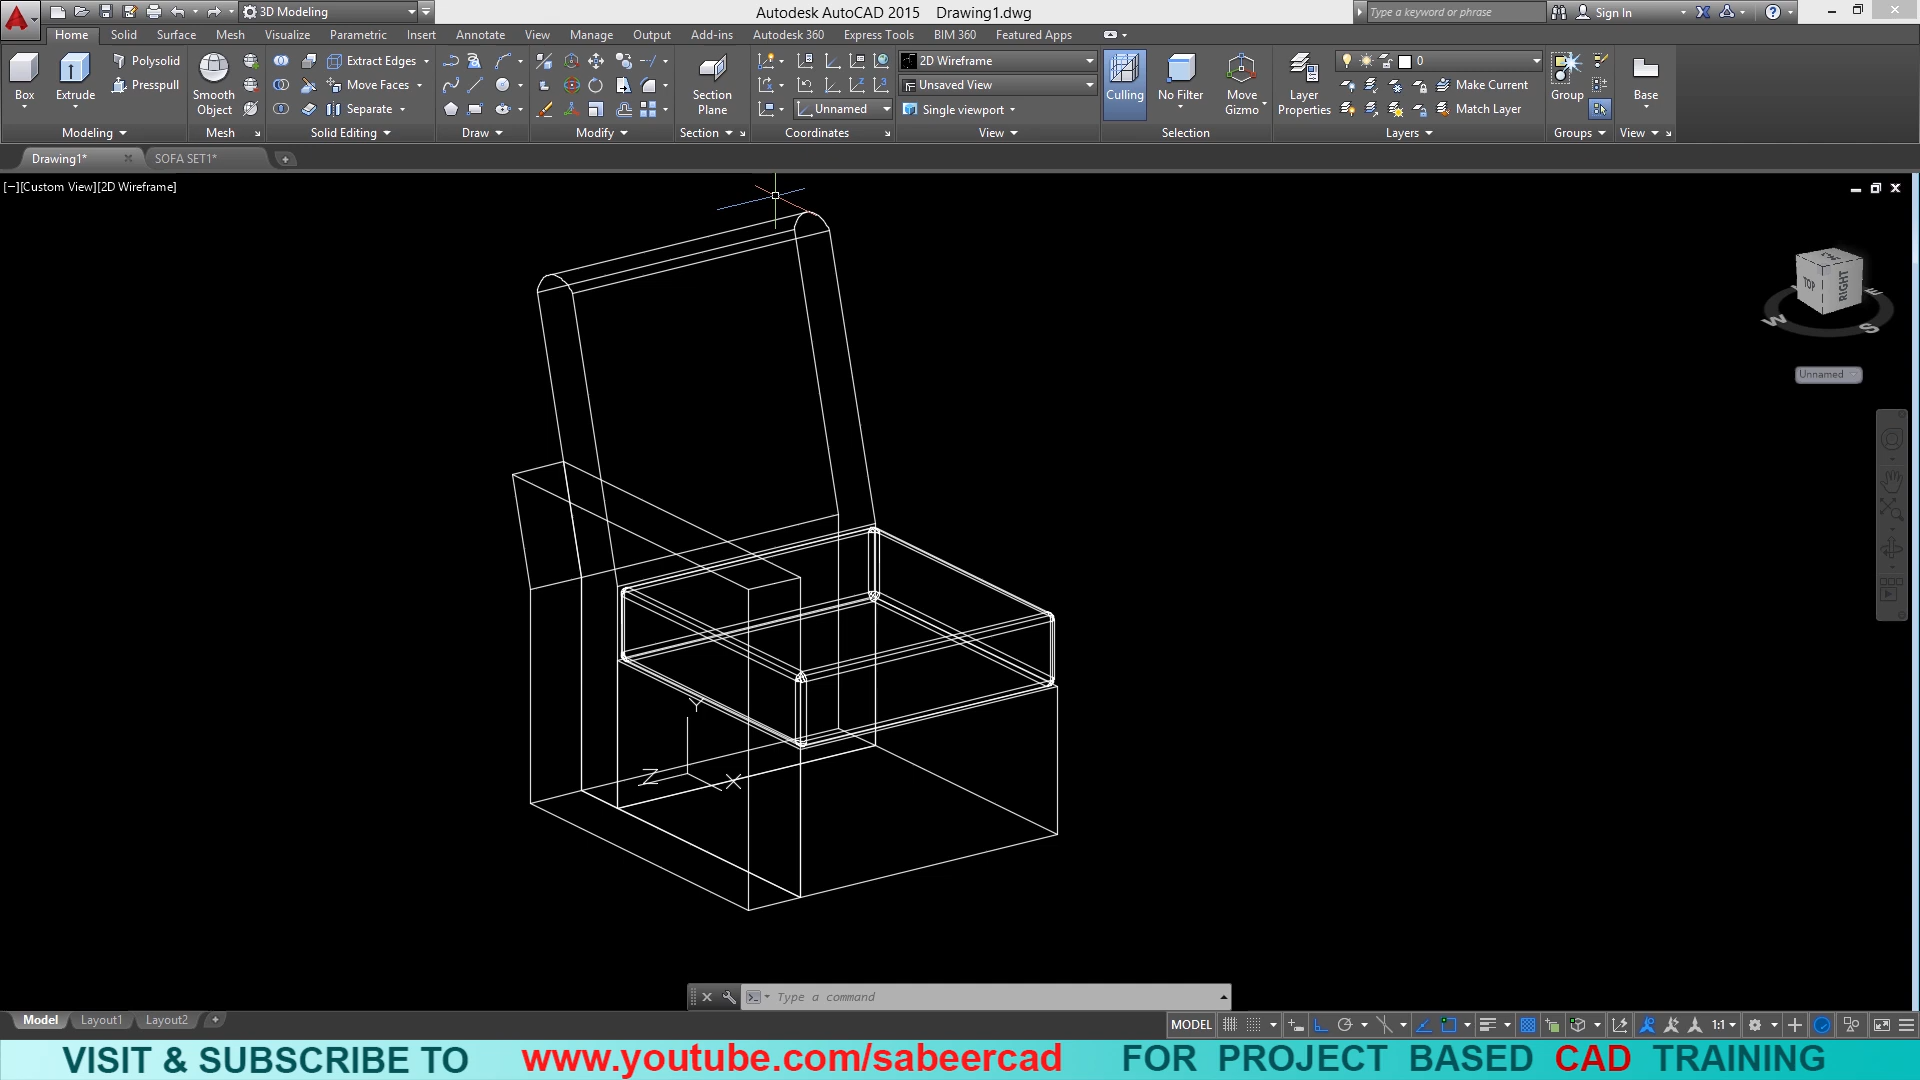 3D Modeling
Autodesk AutoCAD 2015 Drawing1.dwg
Type a keyword or phrase
Sign In
Home Solid Surface Mesh Visualize Parametric Insert Annotate View Manage Output Add-ins Autodesk 360 Express Tools BIM 360 Featured Apps
Box
Extrude
Polysolid
Presspull
Smooth Object
Extract Edges
Move Faces
Separate
Section Plane
Unnamed
2D Wireframe
Unsaved View
Single viewport
Culling
No Filter
Move Gizmo
Layer Properties
0
Make Current
Match Layer
Group
Base
Modeling Mesh Solid Editing Draw Modify Section Coordinates View Selection Layers Groups View
Drawing1* SOFA SET1*
[−][Custom View][2D Wireframe]
TOP RIGHT
W S E
Unnamed
Y
Z X
Type a command
Model Layout1 Layout2
MODEL 1:1
VISIT & SUBSCRIBE TO www.youtube.com/sabeercad FOR PROJECT BASED CAD TRAINING